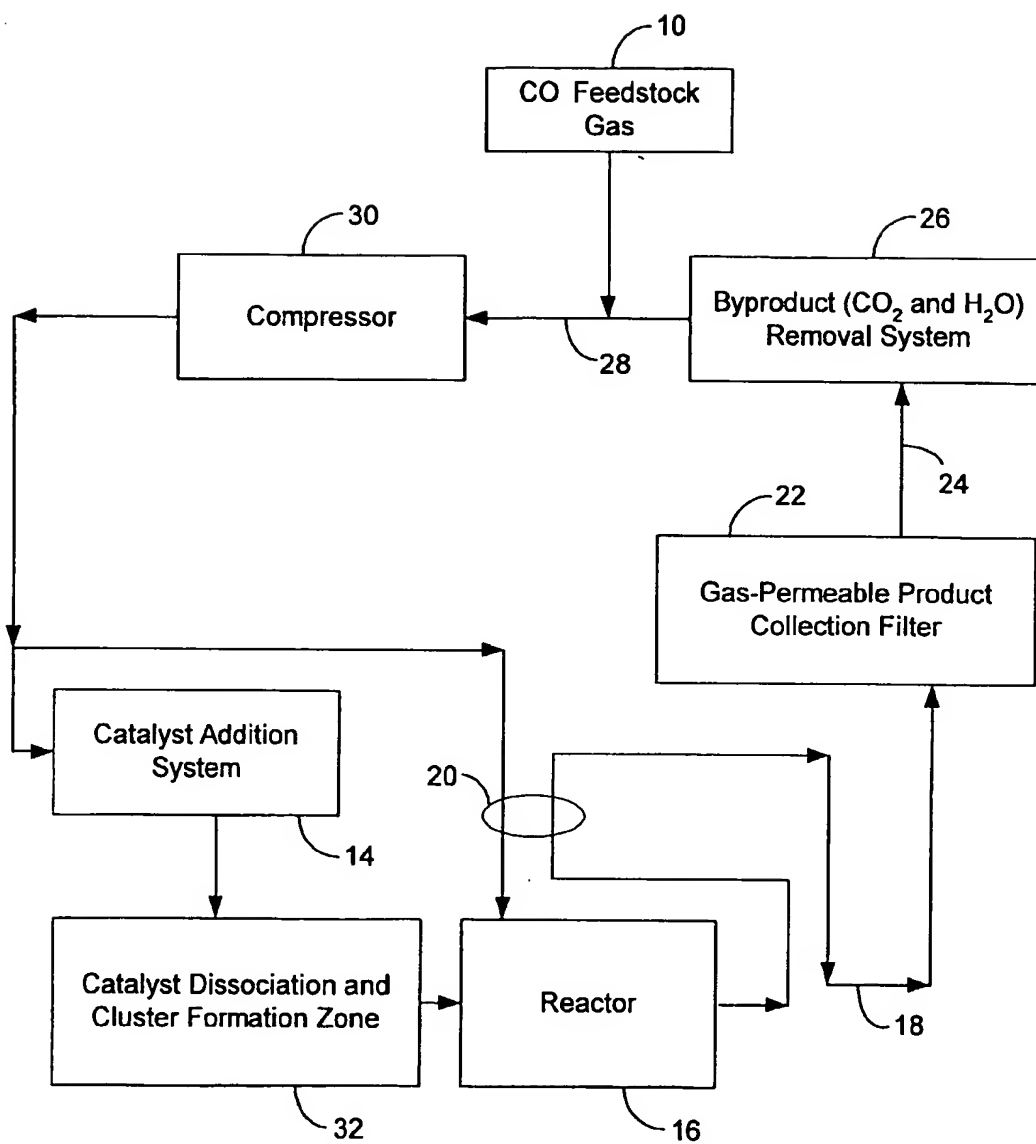 10
CO Feedstock
Gas
30
26
Compressor
Byproduct (CO₂ and H₂O)
Removal System
28
24
22
Gas-Permeable Product
Collection Filter
Catalyst Addition
System
20
14
Catalyst Dissociation and
Cluster Formation Zone
Reactor
18
32
16